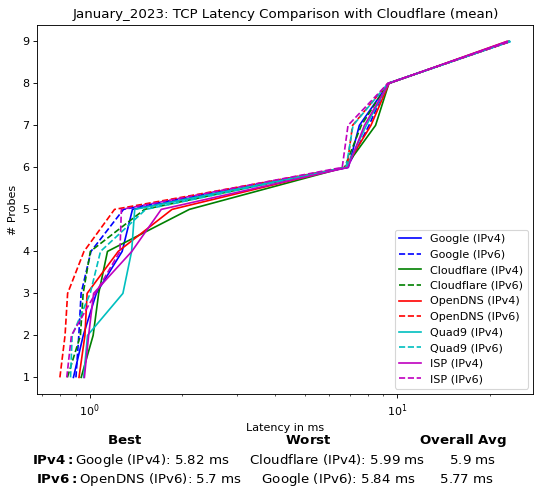 January_2023: TCP Latency Comparison with Cloudflare (mean)
# Probes
9
8
7
6
5
4
3
2
1
Google (IPv4)
Google (IPv6)
Cloudflare (IPv4)
Cloudflare (IPv6)
OpenDNS (IPv4)
OpenDNS (IPv6)
Quad9 (IPv4)
Quad9 (IPv6)
ISP (IPv4)
ISP (IPv6)
10⁰ 10¹
Latency in ms
Best Worst Overall Avg
IPv4: Google (IPv4): 5.82 ms Cloudflare (IPv4): 5.99 ms 5.9 ms
IPv6: OpenDNS (IPv6): 5.7 ms Google (IPv6): 5.84 ms 5.77 ms